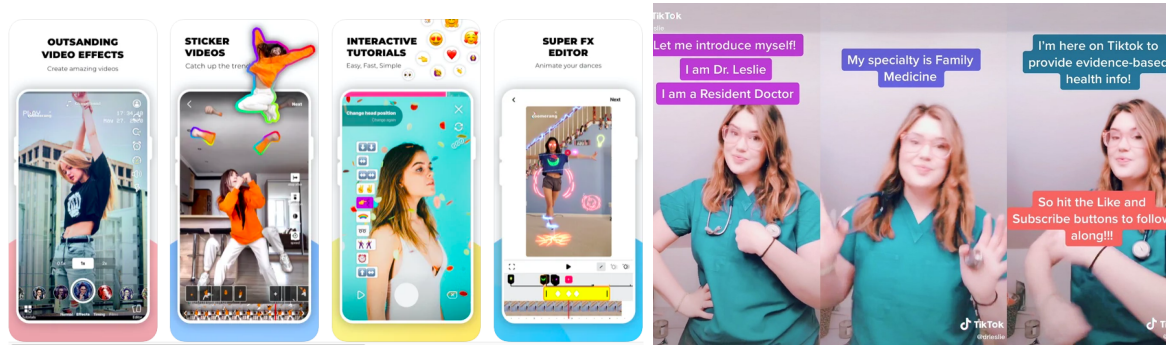 OUTSANDING
VIDEO EFFECTS
Create amazing videos
STICKER
VIDEOS
Catch up the
Next
INTERACTIVE
TUTORIALS
Easy, Fast, Simple
Change head position
SUPER FX
EDITOR
Animate your dances
Next
TikTok
Let me introduce myself!
I am Dr. Leslie
I am a Resident Doctor
My specialty is Family
Medicine
TikTok
@drleslie
I'm here on Tiktok to
provide evidence-based
health info!
So hit the Like and
Subscribe buttons to follow
along!!!
TikTok